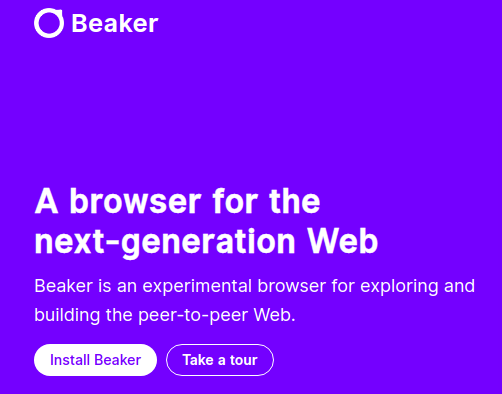 Beaker
A browser for the
next-generation Web
Beaker is an experimental browser for exploring and
building the peer-to-peer Web.
Install Beaker
Take a tour